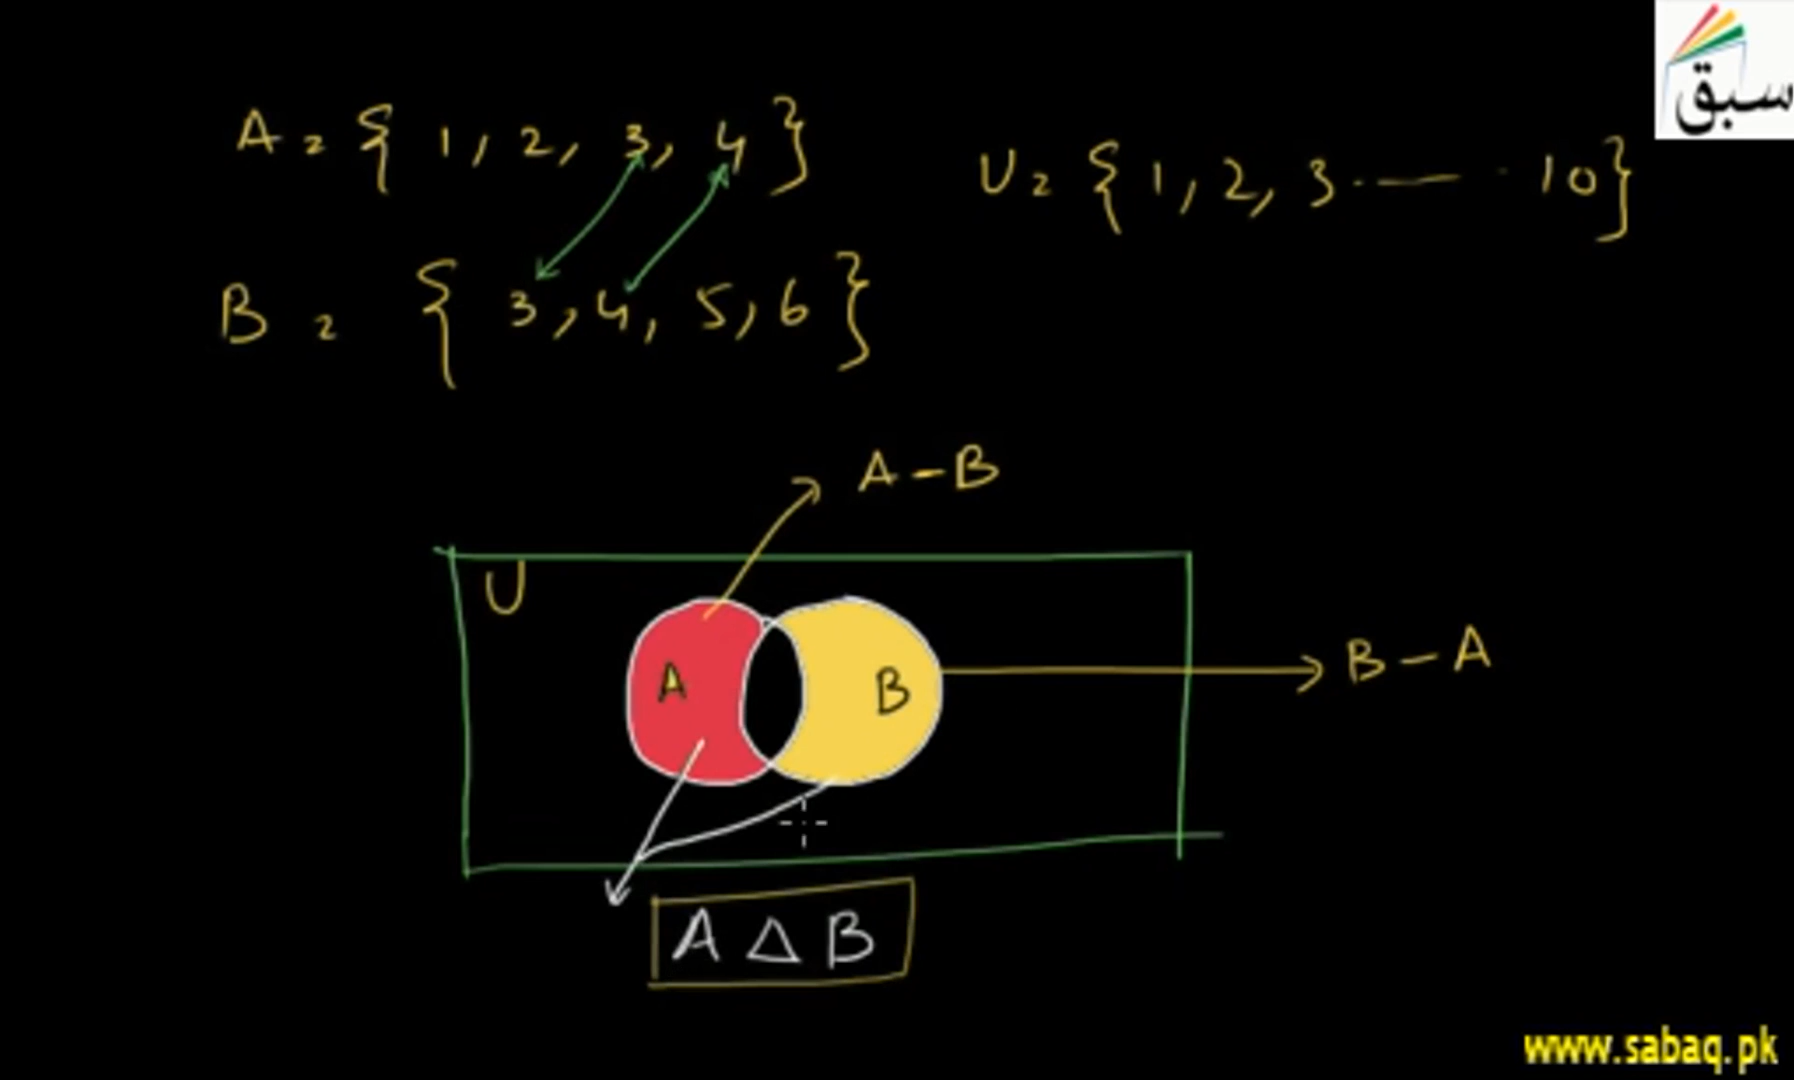 سبق
A = { 1, 2, 3, 4 }
U = { 1, 2, 3 ..—.. 10 }
B = { 3, 4, 5, 6 }
A - B
U
A
B
B - A
A Δ B
www.sabaq.pk